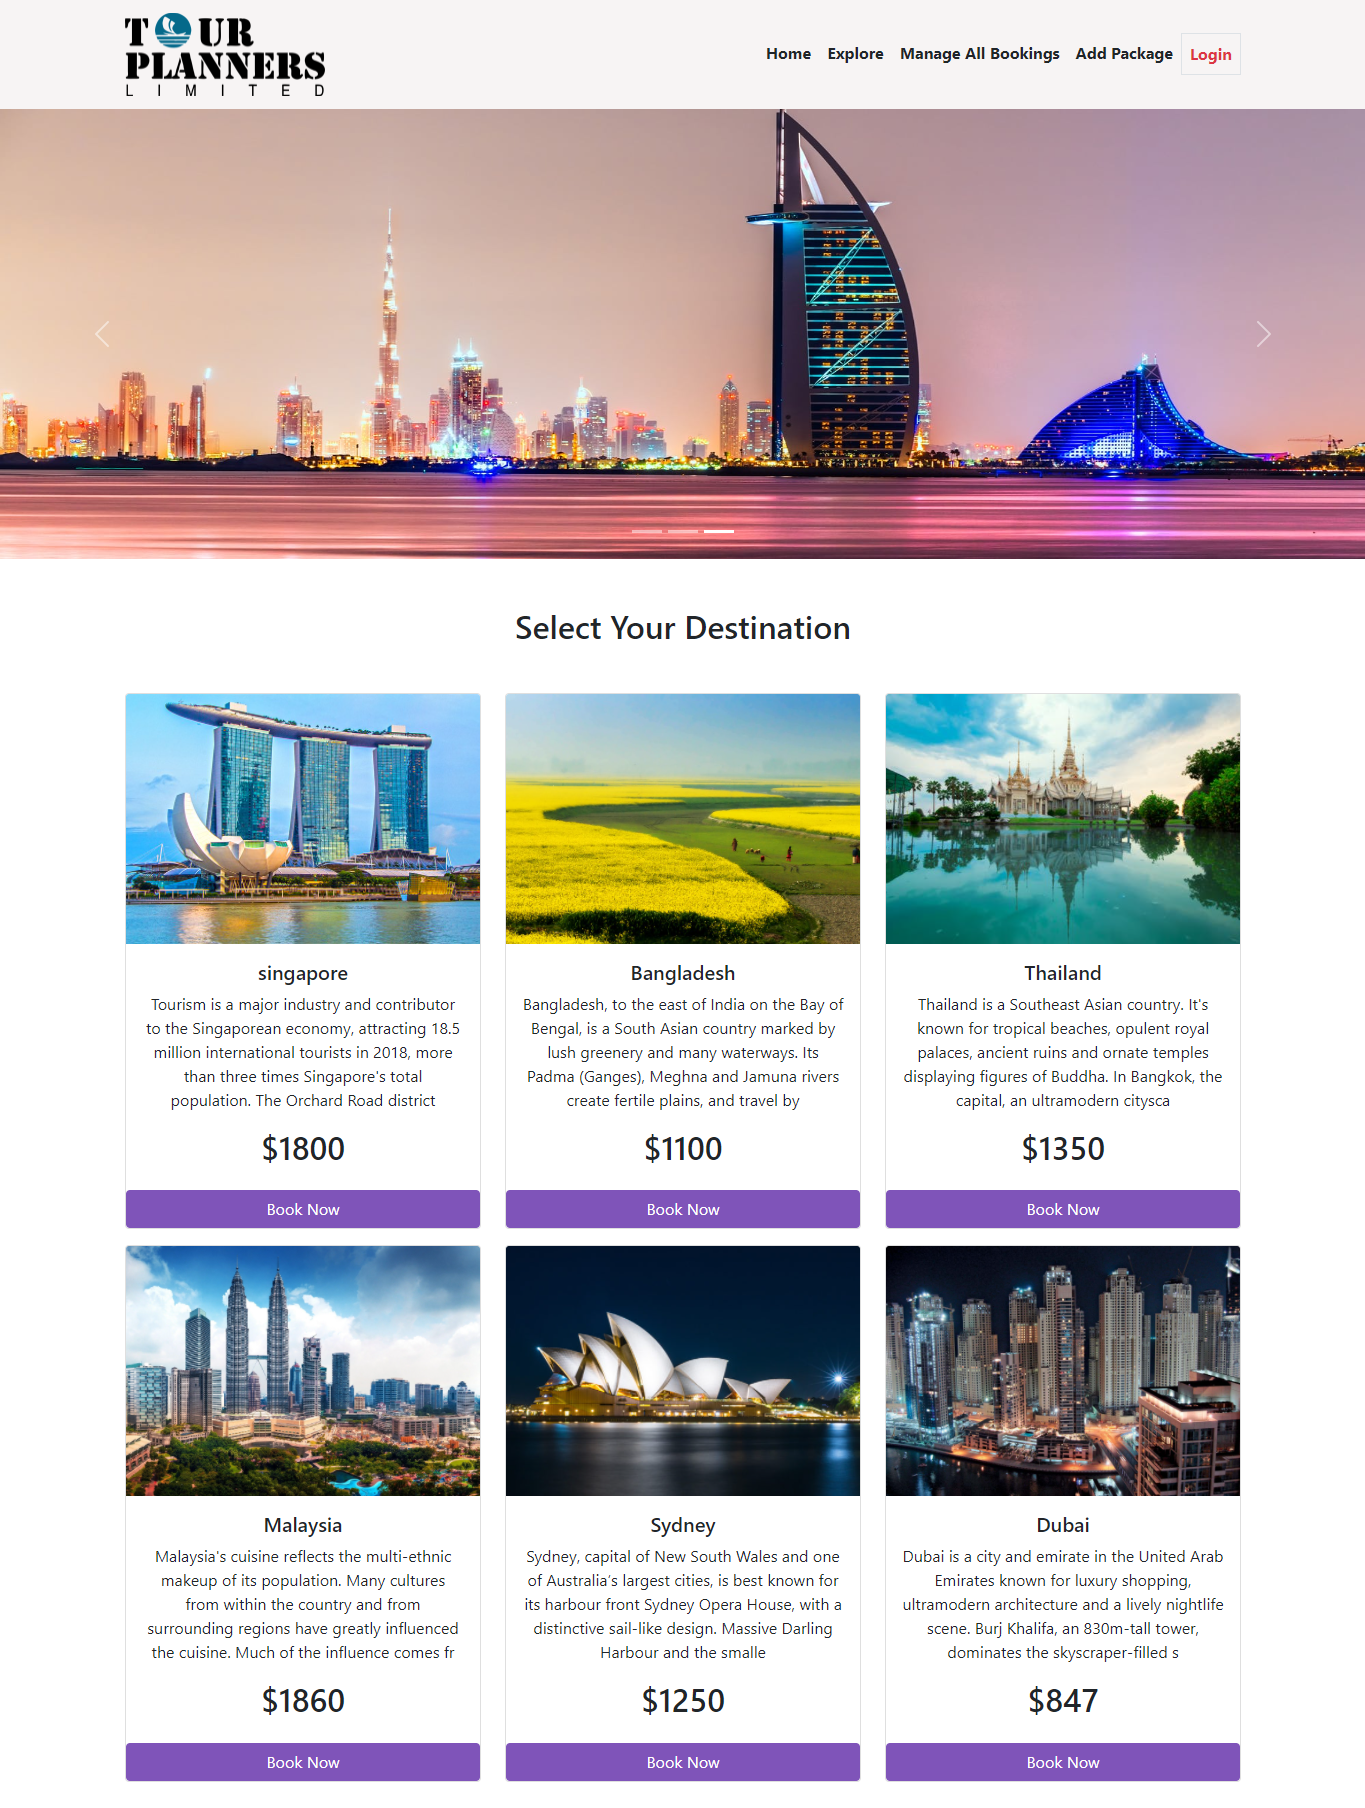 T UR
PLANNERS
LIMITED
Home Explore Manage All Bookings Add Package Login
Select Your Destination
singapore
Tourism is a major industry and contributor
to the Singaporean economy, attracting 18.5
million international tourists in 2018, more
than three times Singapore's total
population. The Orchard Road district
$1800
Book Now
Bangladesh
Bangladesh, to the east of India on the Bay of
Bengal, is a South Asian country marked by
lush greenery and many waterways. Its
Padma (Ganges), Meghna and Jamuna rivers
create fertile plains, and travel by
$1100
Book Now
Thailand
Thailand is a Southeast Asian country. It's
known for tropical beaches, opulent royal
palaces, ancient ruins and ornate temples
displaying figures of Buddha. In Bangkok, the
capital, an ultramodern citysca
$1350
Book Now
Malaysia
Malaysia's cuisine reflects the multi-ethnic
makeup of its population. Many cultures
from within the country and from
surrounding regions have greatly influenced
the cuisine. Much of the influence comes fr
$1860
Book Now
Sydney
Sydney, capital of New South Wales and one
of Australia's largest cities, is best known for
its harbour front Sydney Opera House, with a
distinctive sail-like design. Massive Darling
Harbour and the smalle
$1250
Book Now
Dubai
Dubai is a city and emirate in the United Arab
Emirates known for luxury shopping,
ultramodern architecture and a lively nightlife
scene. Burj Khalifa, an 830m-tall tower,
dominates the skyscraper-filled s
$847
Book Now